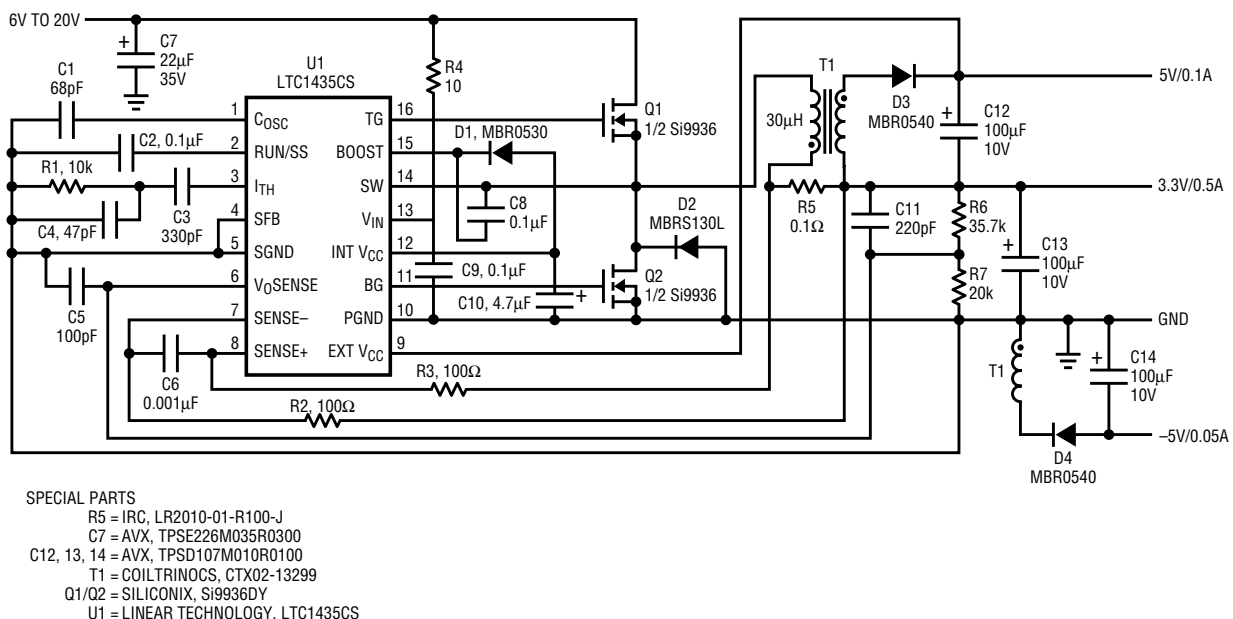 6V TO 20V
+
C7
22µF
35V
C1
68pF
U1
LTC1435CS
R4
10
T1
30µH
D3
MBR0540
5V/0.1A
+
C12
100µF
10V
1
COSC
TG
16
Q1
1/2 Si9936
C2, 0.1µF
2
RUN/SS
BOOST
15
D1, MBR0530
R1, 10k
3
ITH
SW
14
3.3V/0.5A
C4, 47pF
C3
330pF
4
SFB
VIN
13
C8
0.1µF
D2
MBRS130L
R5
0.1Ω
C11
220pF
R6
35.7k
+
C13
100µF
10V
5
SGND
INT VCC
12
6
VOSENSE
BG
11
C9, 0.1µF
Q2
1/2 Si9936
R7
20k
C5
100pF
C10, 4.7µF
+
7
SENSE–
PGND
10
GND
8
SENSE+
EXT VCC
9
C6
0.001µF
R3, 100Ω
R2, 100Ω
T1
+
C14
100µF
10V
–5V/0.05A
D4
MBR0540
SPECIAL PARTS
R5 = IRC, LR2010-01-R100-J
C7 = AVX, TPSE226M035R0300
C12, 13, 14 = AVX, TPSD107M010R0100
T1 = COILTRINOCS, CTX02-13299
Q1/Q2 = SILICONIX, Si9936DY
U1 = LINEAR TECHNOLOGY, LTC1435CS